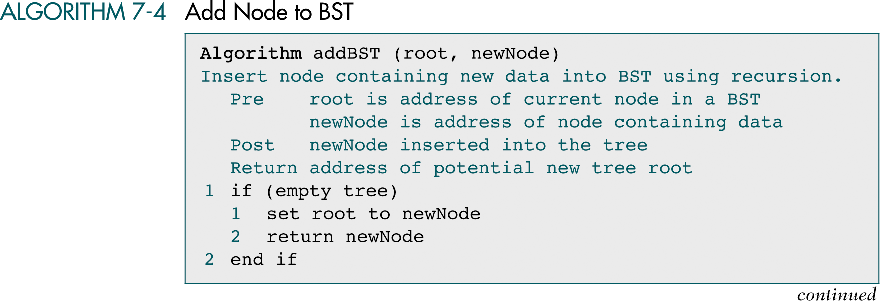 ALGORITHM 7-4 Add Node to BST
Algorithm addBST (root, newNode)
Insert node containing new data into BST using recursion.
Pre root is address of current node in a BST
newNode is address of node containing data
Post newNode inserted into the tree
Return address of potential new tree root
1 if (empty tree)
1 set root to newNode
2 return newNode
2 end if
continued